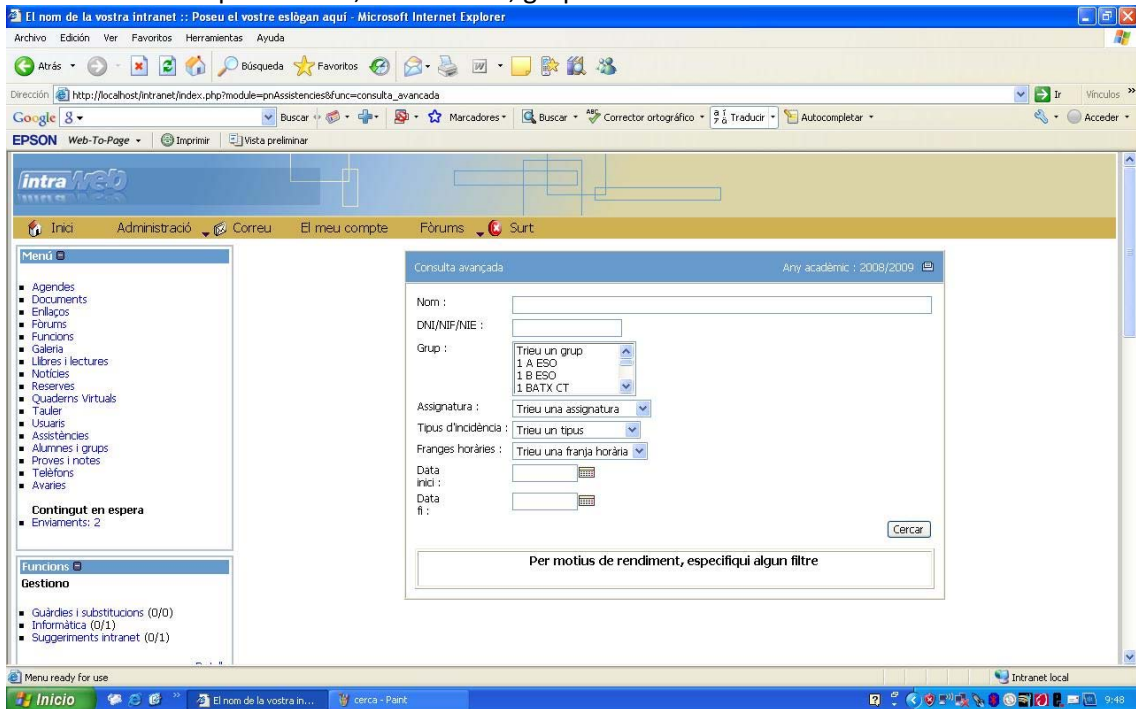 El nom de la vostra intranet :: Poseu el vostre eslògan aquí - Microsoft Internet Explorer
Archivo Edición Ver Favoritos Herramientas Ayuda
Atrás Búsqueda Favoritos
Dirección http://localhost/intranet/index.php?module=pnAssistencies&func=consulta_avancada Ir Vínculos »
Google Buscar Marcadores Buscar Corrector ortográfico Traducir Autocompletar Acceder
EPSON Web-To-Page Imprimir Vista preliminar
intraWeb
Inici Administració Correu El meu compte Fòrums Surt
Menú
Agendes
Documents
Enllaços
Fòrums
Funcions
Galeria
Llibres i lectures
Notícies
Reserves
Quaderns Virtuals
Tauler
Usuaris
Assistències
Alumnes i grups
Proves i notes
Telèfons
Avaries
Contingut en espera
Enviaments: 2
Funcions
Gestiono
Guàrdies i substitucions (0/0)
Informàtica (0/1)
Suggeriments intranet (0/1)
Consulta avançada Any acadèmic : 2008/2009
Nom :
DNI/NIF/NIE :
Grup : Trieu un grup
1 A ESO
1 B ESO
1 BATX CT
Assignatura : Trieu una assignatura
Tipus d'incidència : Trieu un tipus
Franges horàries : Trieu una franja horària
Data
inici :
Data
fi :
Cercar
Per motius de rendiment, especifiqui algun filtre
Menu ready for use Intranet local
Inicio El nom de la vostra in... cerca - Paint 9:48